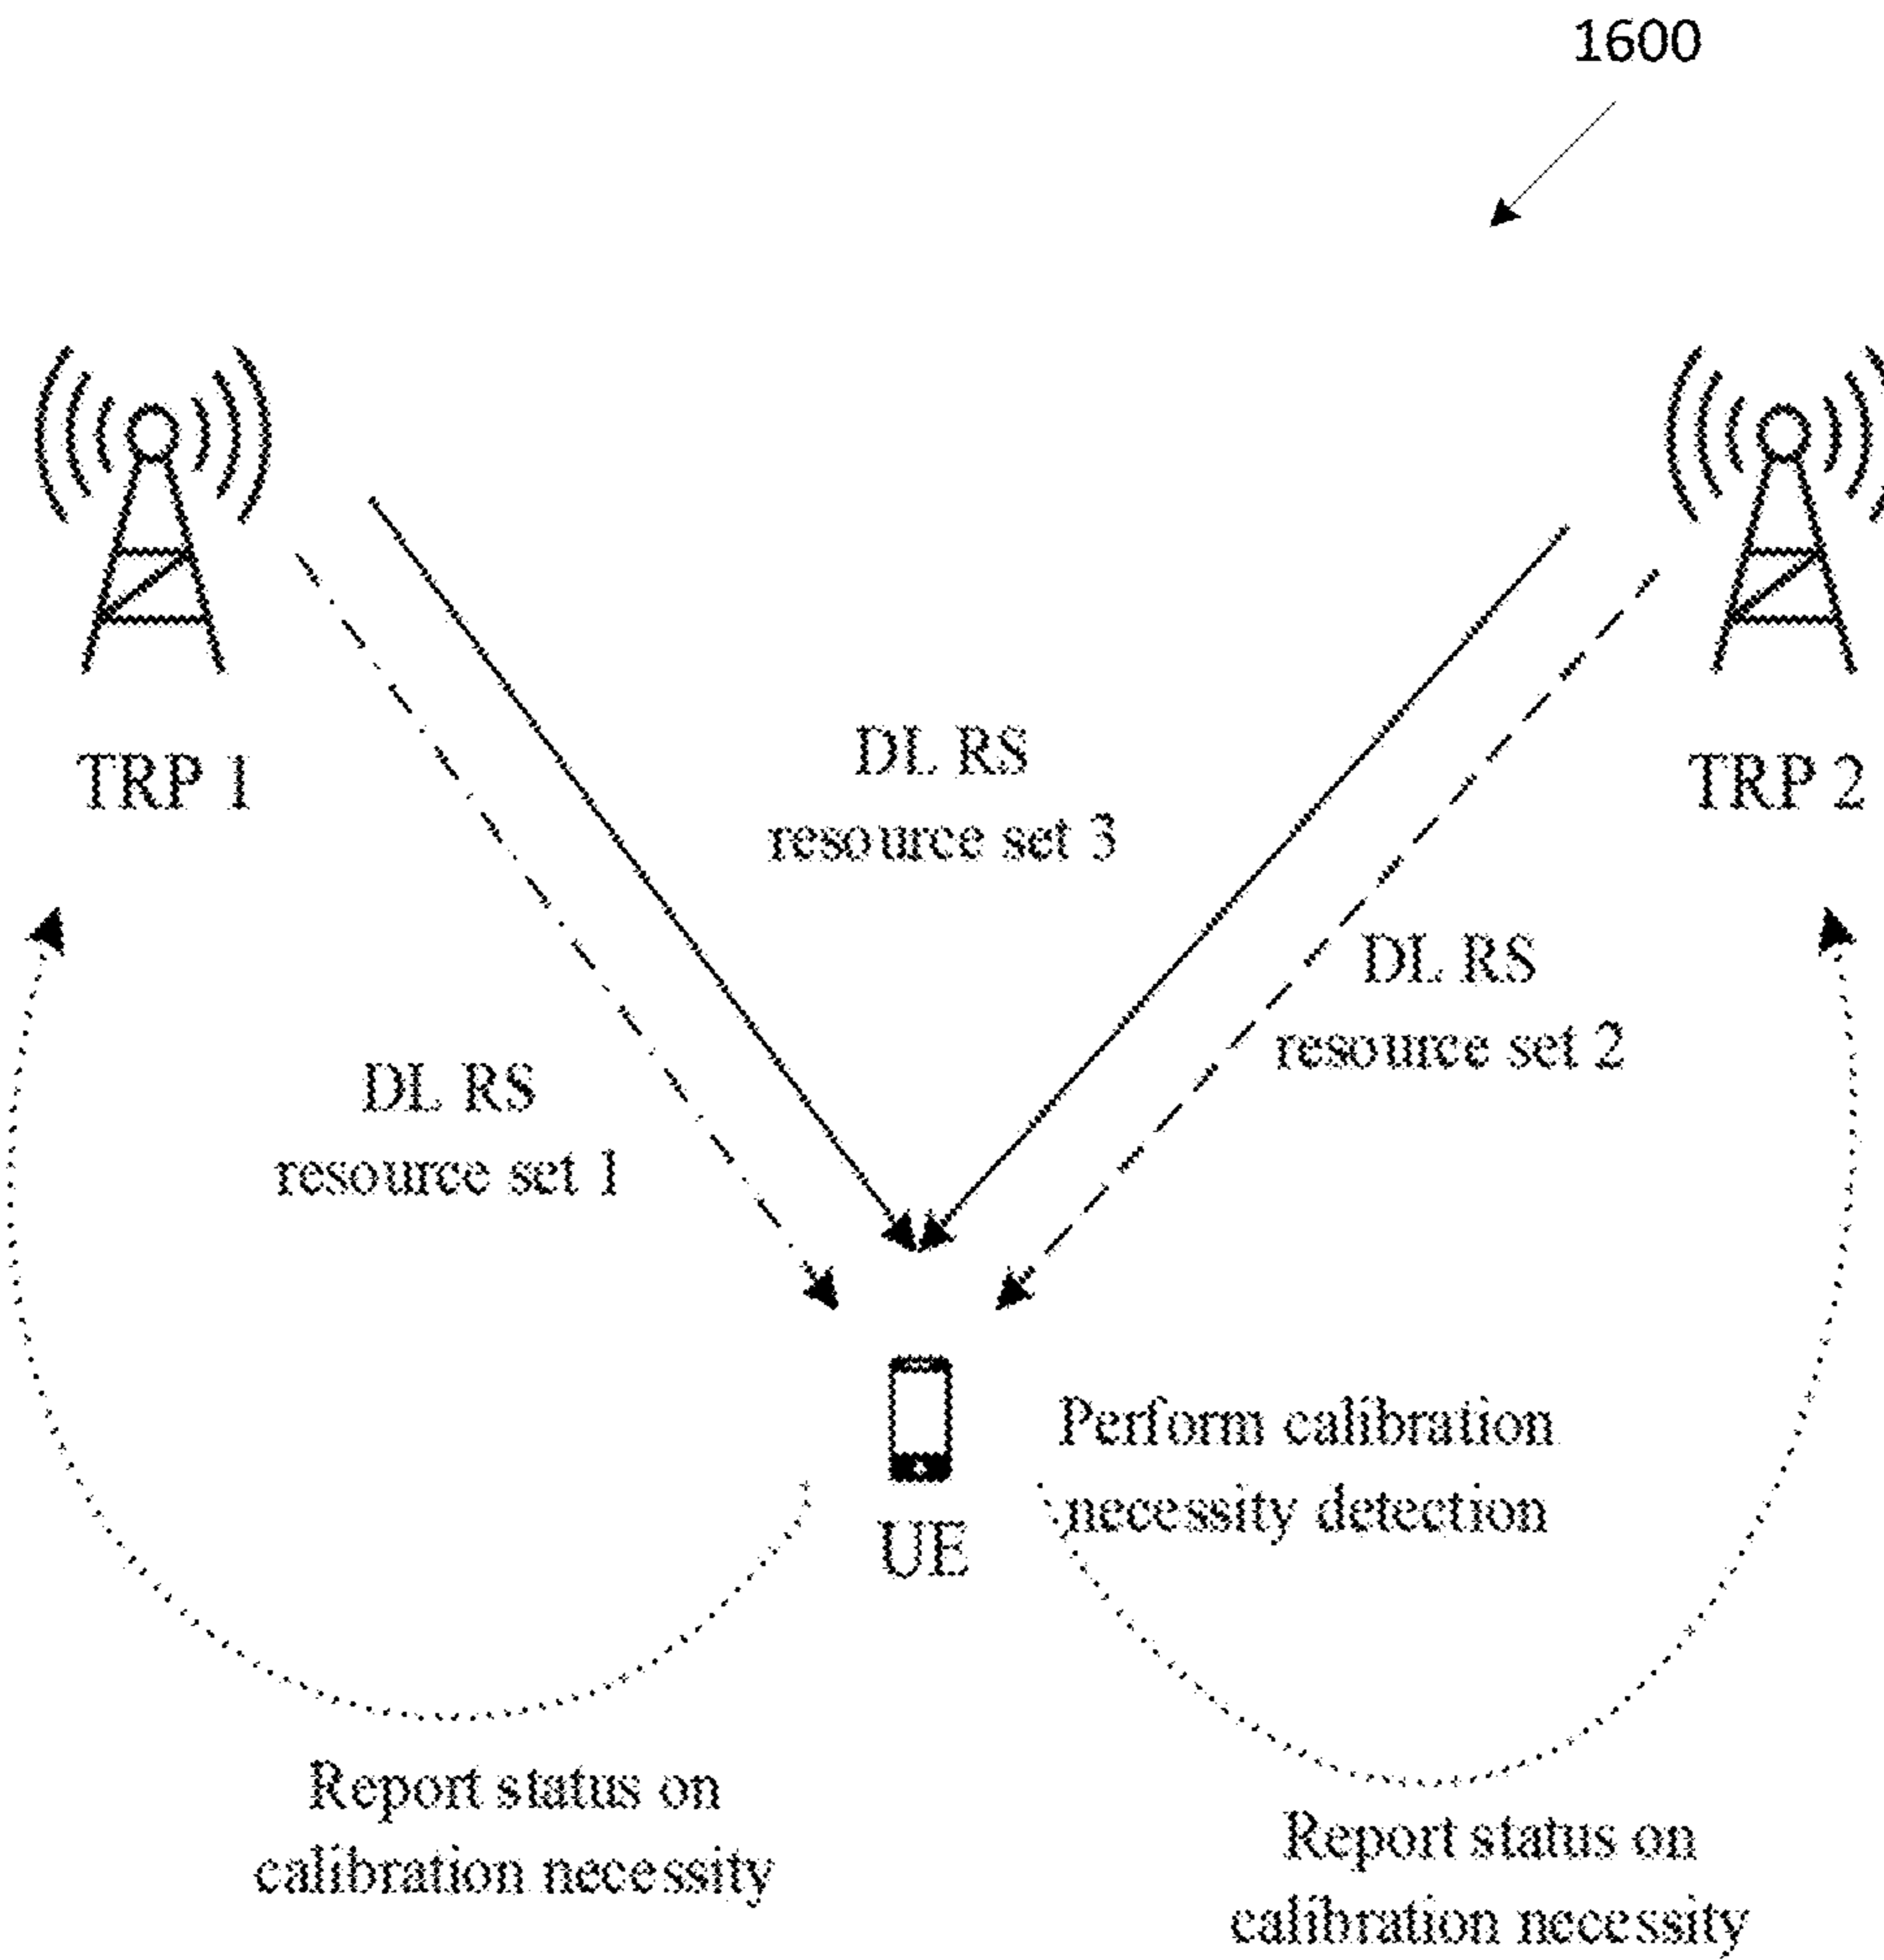 1600
TRP 1
TRP 2
DL RS
resource set 3
DL RS
resource set 2
DL RS
resource set 1
Perform calibration
necessity detection
UE
Report status on
calibration necessity
Report status on
calibration necessity